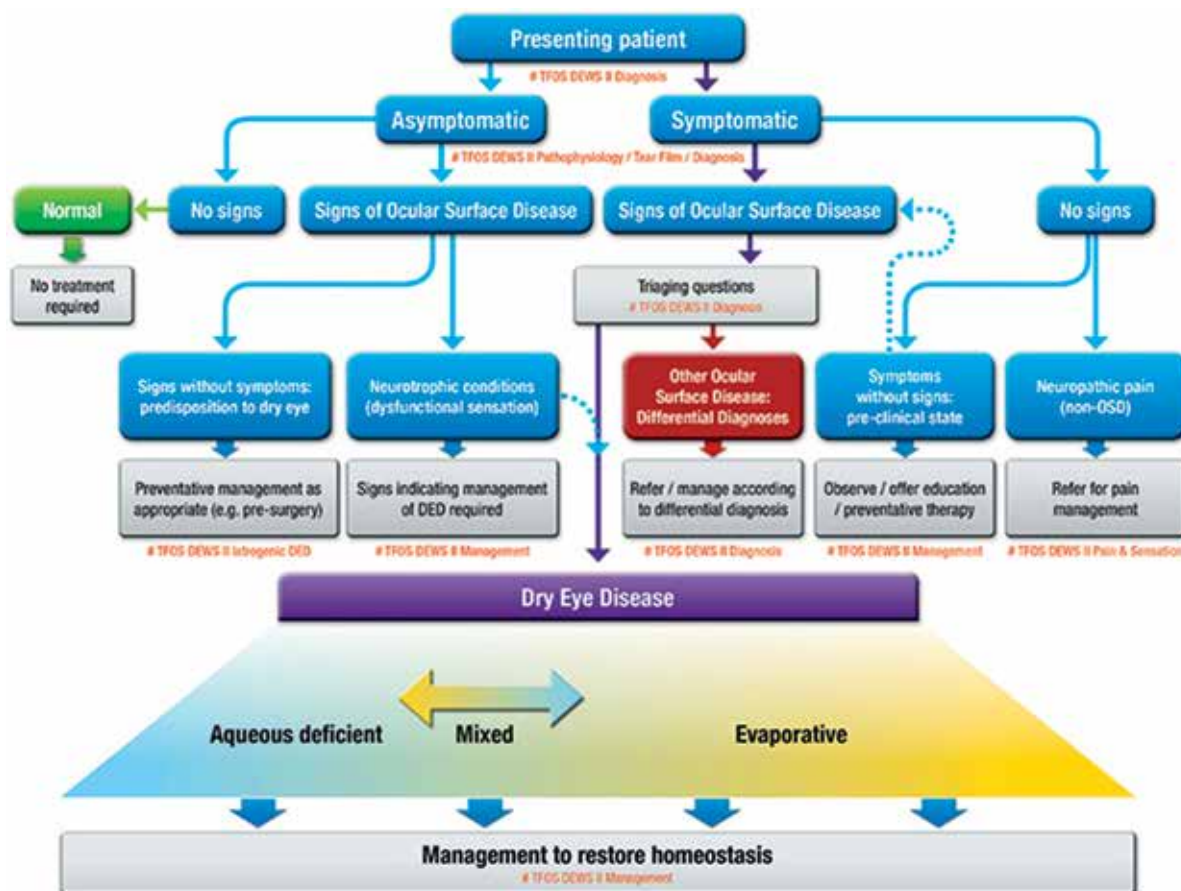 Presenting patient
# TFOS DEWS II Diagnosis
Asymptomatic
Symptomatic
# TFOS DEWS II Pathophysiology / Tear Film / Diagnosis
Normal
No signs
Signs of Ocular Surface Disease
Signs of Ocular Surface Disease
No signs
No treatment
required
Triaging questions
# TFOS DEWS II Diagnosis
Signs without symptoms:
predisposition to dry eye
Neurotrophic conditions
(dysfunctional sensation)
Other Ocular
Surface Disease:
Differential Diagnoses
Symptoms
without signs:
pre-clinical state
Neuropathic pain
(non-OSD)
Preventative management as
appropriate (e.g. pre-surgery)
# TFOS DEWS II Iatrogenic DED
Signs indicating management
of DED required
# TFOS DEWS II Management
Refer / manage according
to differential diagnosis
# TFOS DEWS II Diagnosis
Observe / offer education
/ preventative therapy
# TFOS DEWS II Management
Refer for pain
management
# TFOS DEWS II Pain & Sensation
Dry Eye Disease
Aqueous deficient
Mixed
Evaporative
Management to restore homeostasis
# TFOS DEWS II Management